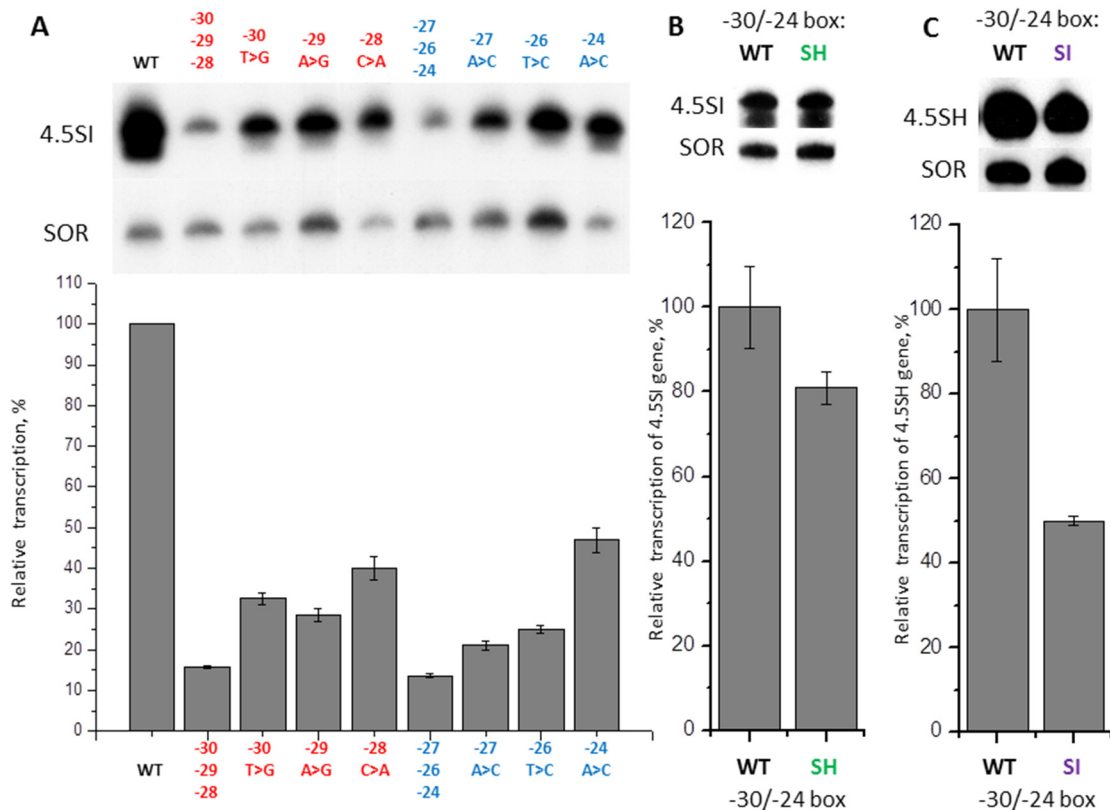 A
WT
-30
-29
-28
-30
T>G
-29
A>G
-28
C>A
-27
-26
-24
-27
A>C
-26
T>C
-24
A>C
4.5SI
SOR
110
100
90
80
70
60
50
40
30
20
10
0
Relative transcription, %
WT
-30
-29
-28
-30
T>G
-29
A>G
-28
C>A
-27
-26
-24
-27
A>C
-26
T>C
-24
A>C
B
-30/-24 box:
WT SH
4.5SI
SOR
120
100
80
60
40
20
0
Relative transcription of 4.5SI gene, %
WT SH
-30/-24 box
C
-30/-24 box:
WT SI
4.5SH
SOR
120
100
80
60
40
20
0
Relative transcription of 4.5SH gene, %
WT SI
-30/-24 box